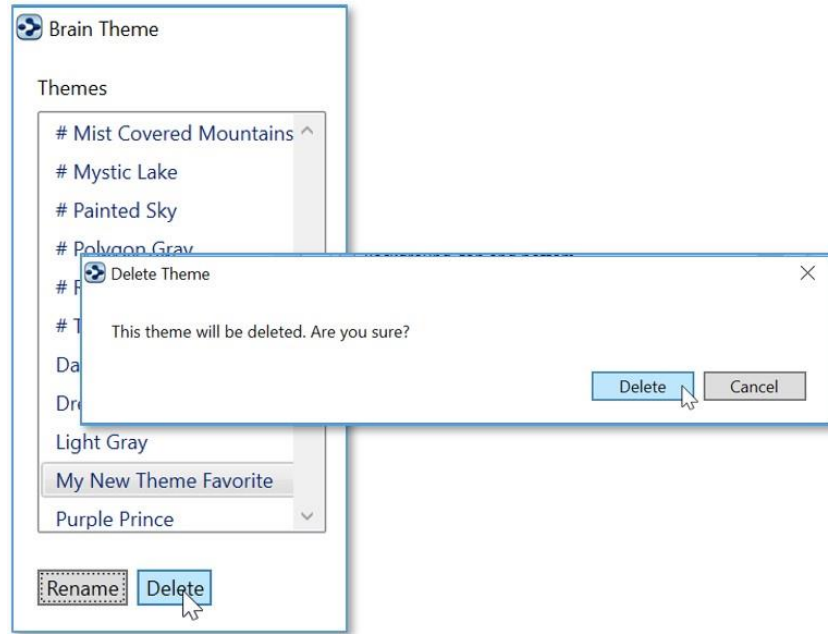 Brain Theme
Themes
# Mist Covered Mountains
# Mystic Lake
# Painted Sky
# Polygon Gray
Delete Theme
This theme will be deleted. Are you sure?
Delete
Cancel
Light Gray
My New Theme Favorite
Purple Prince
Rename
Delete